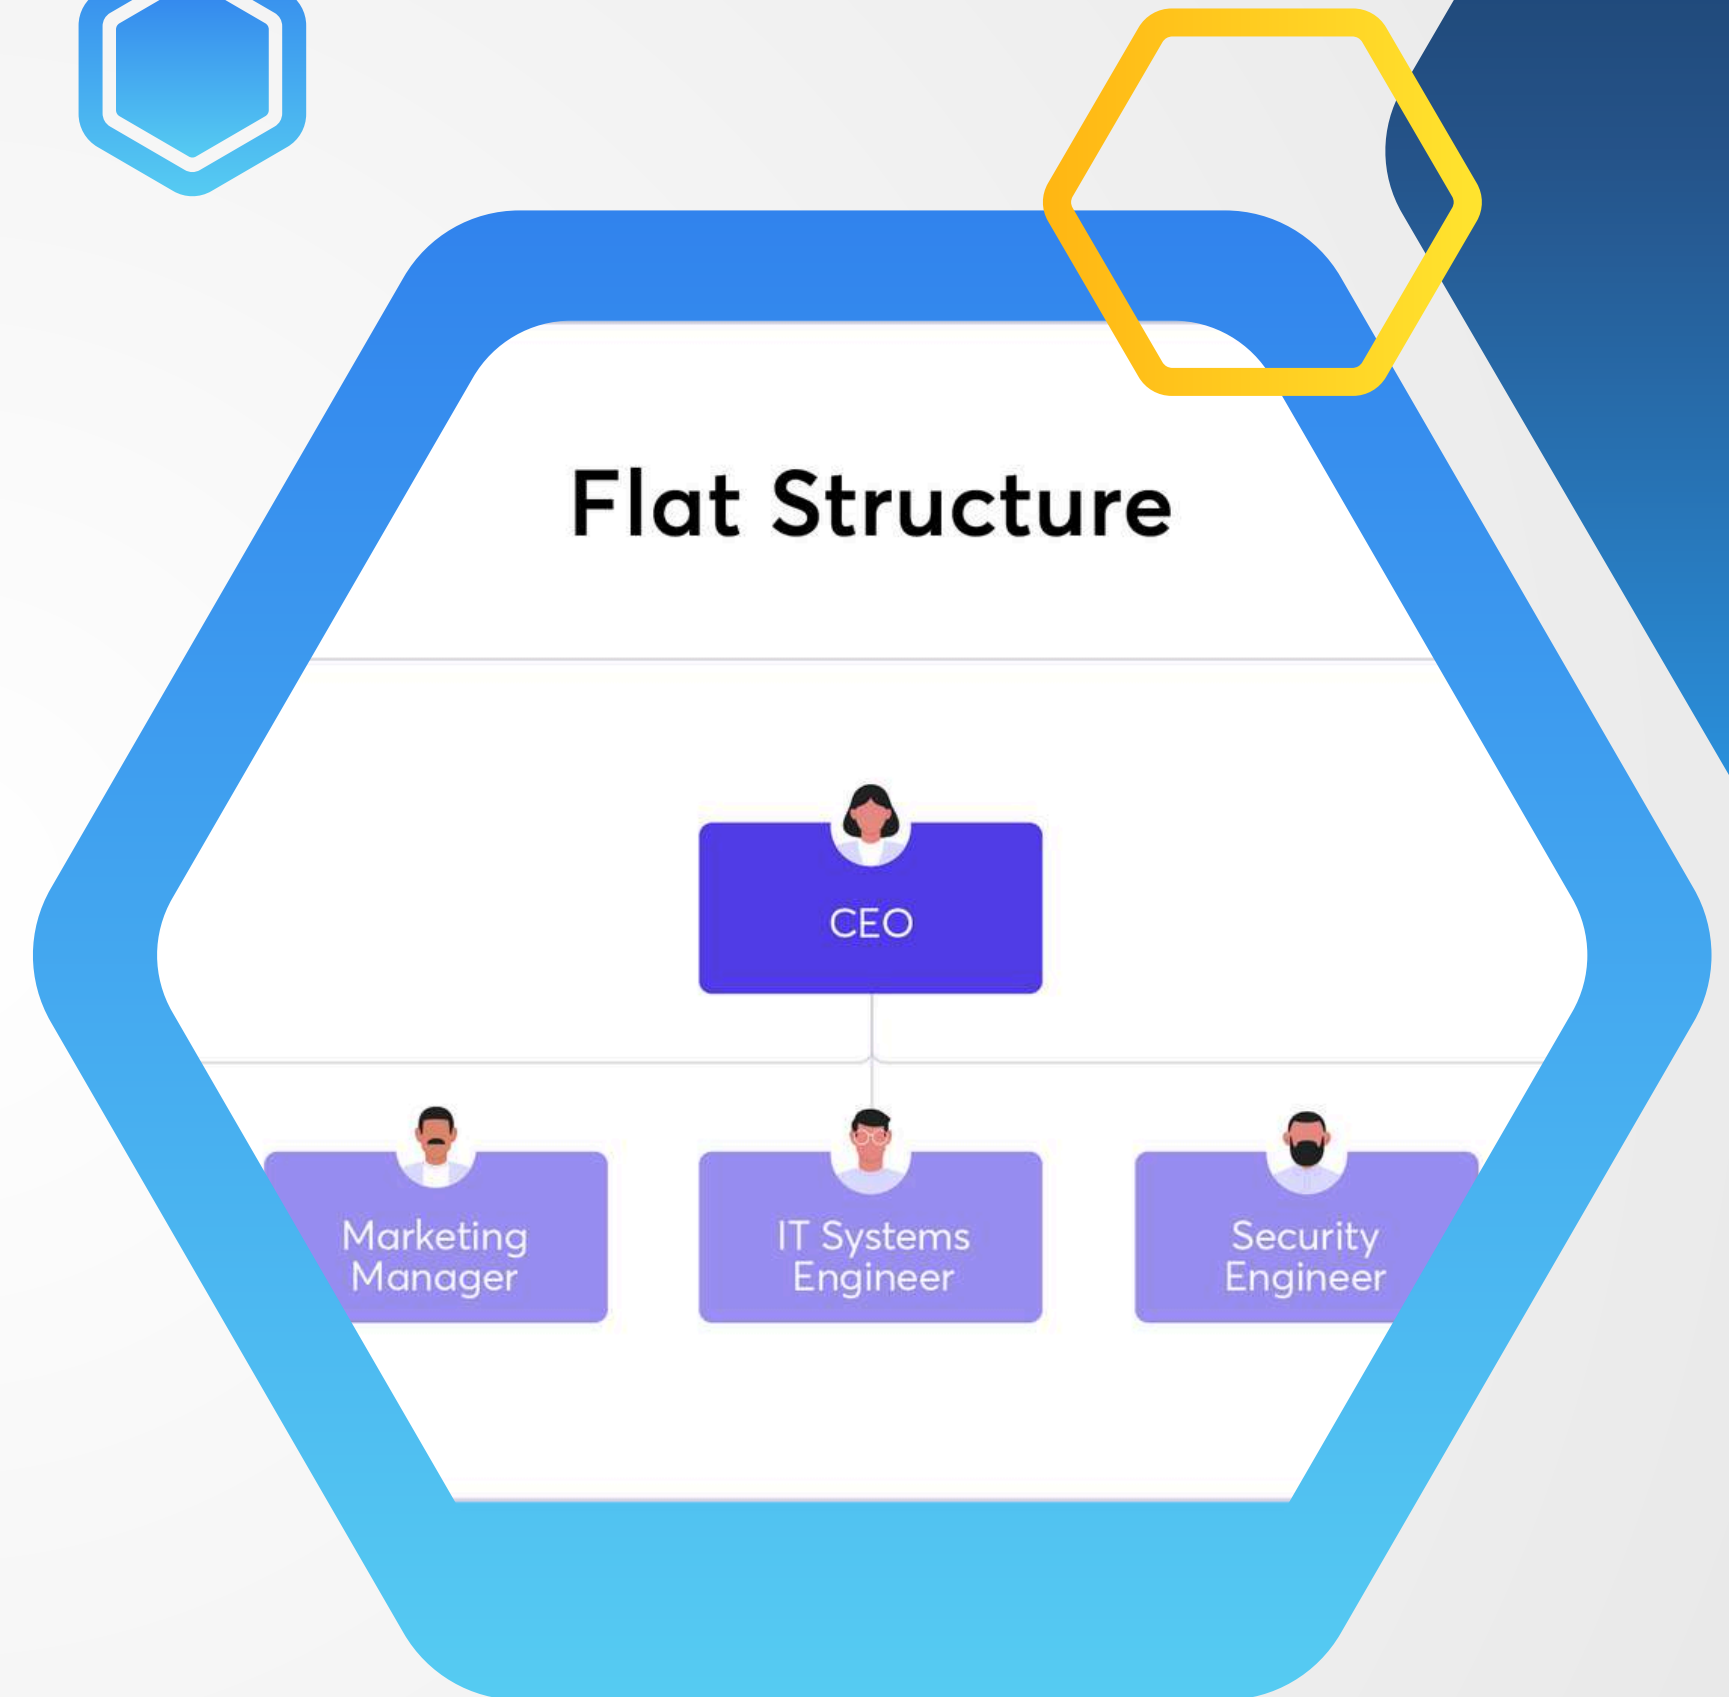 Flat Structure
CEO
Marketing
Manager
IT Systems
Engineer
Security
Engineer